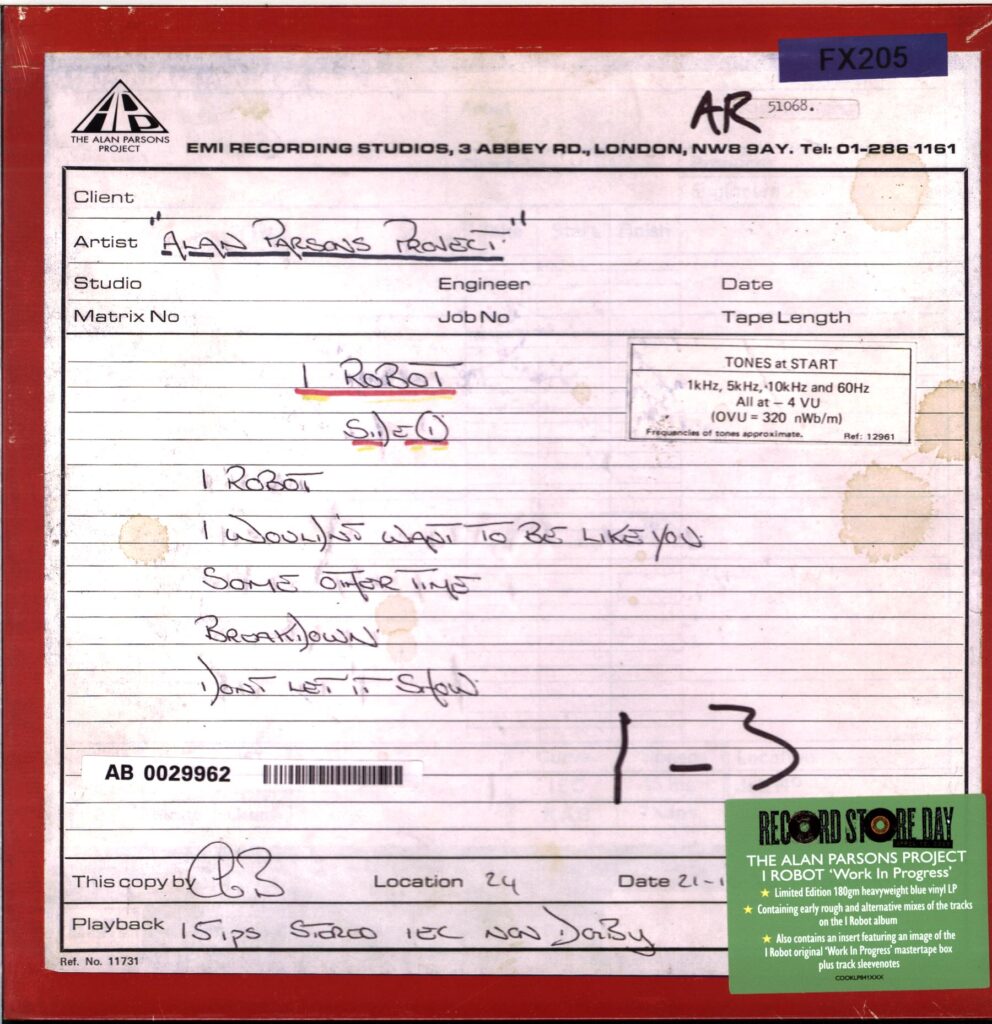 FX205
AR 51068.
APP
THE ALAN PARSONS
PROJECT
EMI RECORDING STUDIOS, 3 ABBEY RD., LONDON, NW8 9AY. Tel: 01-286 1161
Client
Artist "ALAN PARSONS PROJECT."
Studio Engineer Date
Matrix No Job No Tape Length
I ROBOT
SIDE 1
TONES at START
1kHz, 5kHz, 10kHz and 60Hz
All at – 4 VU
(OVU = 320 nWb/m)
Frequencies of tones approximate. Ref: 12961
I ROBOT
I WOULDN'T WANT TO BE LIKE YOU
SOME OTHER TIME
BREAKDOWN
DONT LET IT SHOW
1-3
AB 0029962
This copy by Location 24 Date 21-1
Playback 15ips STEREO IEC NON DOLBY
Ref. No. 11731
RECORD STORE DAY
THE ALAN PARSONS PROJECT
I ROBOT 'Work In Progress'
Limited Edition 180gm heavyweight blue vinyl LP
Containing early rough and alternative mixes of the tracks
on the I Robot album
Also contains an insert featuring an image of the
I Robot original 'Work In Progress' mastertape box
plus track sleevenotes
COOKLP841XXX